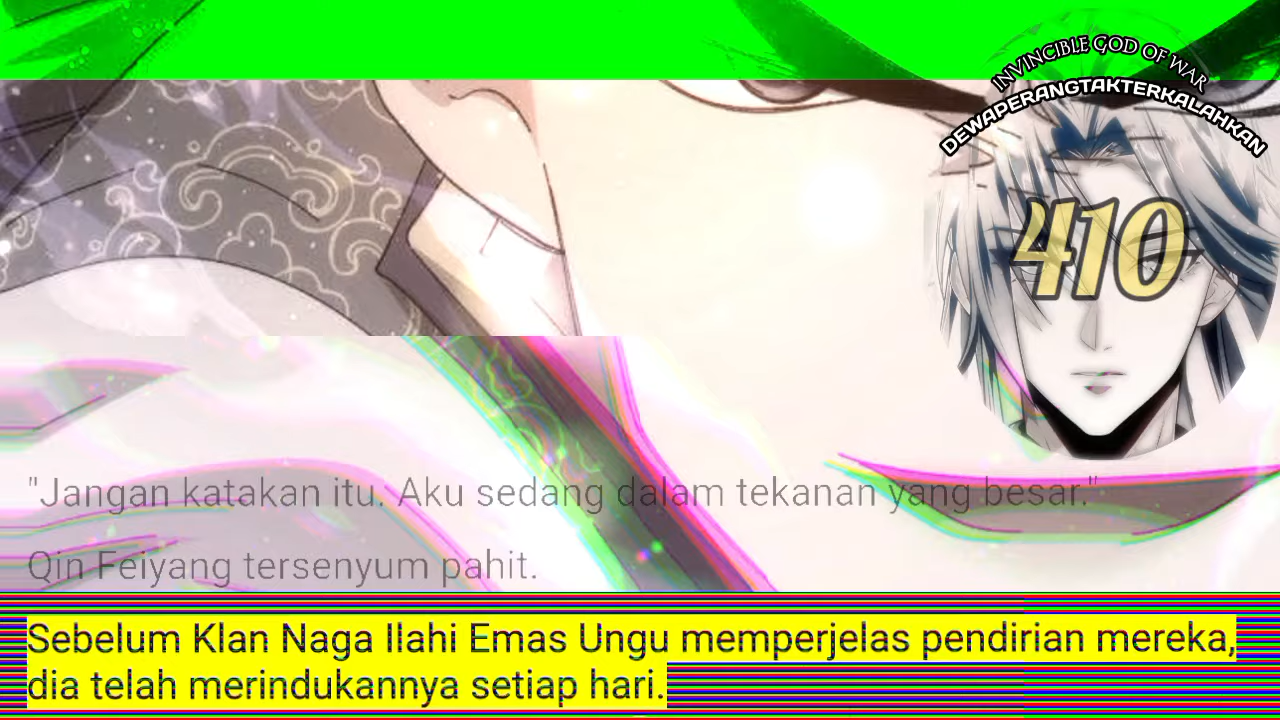 INVINCIBLE GOD OF WAR
DEWAPERANGTAKTERKALAHKAN
410
"Jangan katakan itu. Aku sedang dalam tekanan yang besar."
Qin Feiyang tersenyum pahit.
Sebelum Klan Naga Ilahi Emas Ungu memperjelas pendirian mereka,
dia telah merindukannya setiap hari.